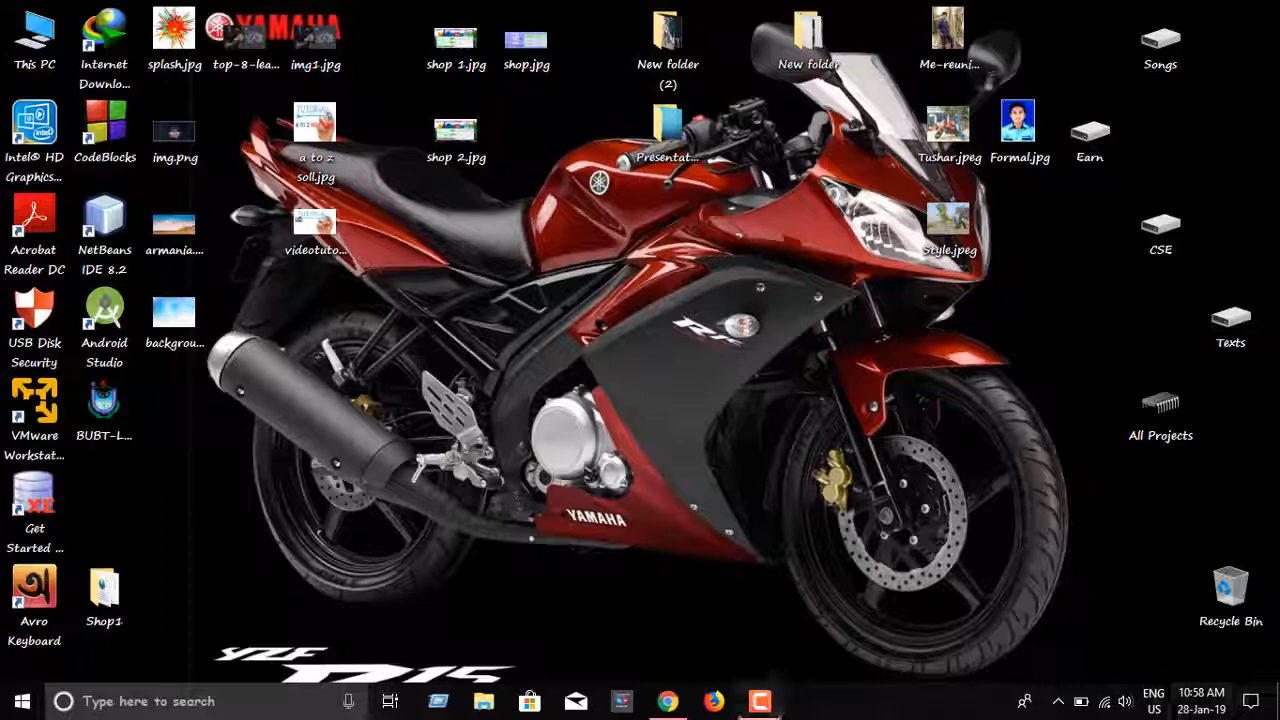 This PC
Internet
Downlo...
splash.jpg
YAMAHA
top-8-lea...
img1.jpg
shop 1.jpg
shop.jpg
New folder
(2)
New folder
Me-reuni...
Songs
Intel® HD
Graphics...
CodeBlocks
img.png
a to z
soll.jpg
shop 2.jpg
Presentat...
Tushar.jpeg
Formal.jpg
Earn
Acrobat
Reader DC
NetBeans
IDE 8.2
armania....
videotuto...
Style.jpeg
CSE
USB Disk
Security
Android
Studio
backgrou...
Texts
VMware
Workstat...
BUBT-L...
All Projects
Get
Started ...
YAMAHA
Avro
Keyboard
Shop1
Recycle Bin
YZF
R15
Type here to search
ENG
US
10:58 AM
28-Jan-19